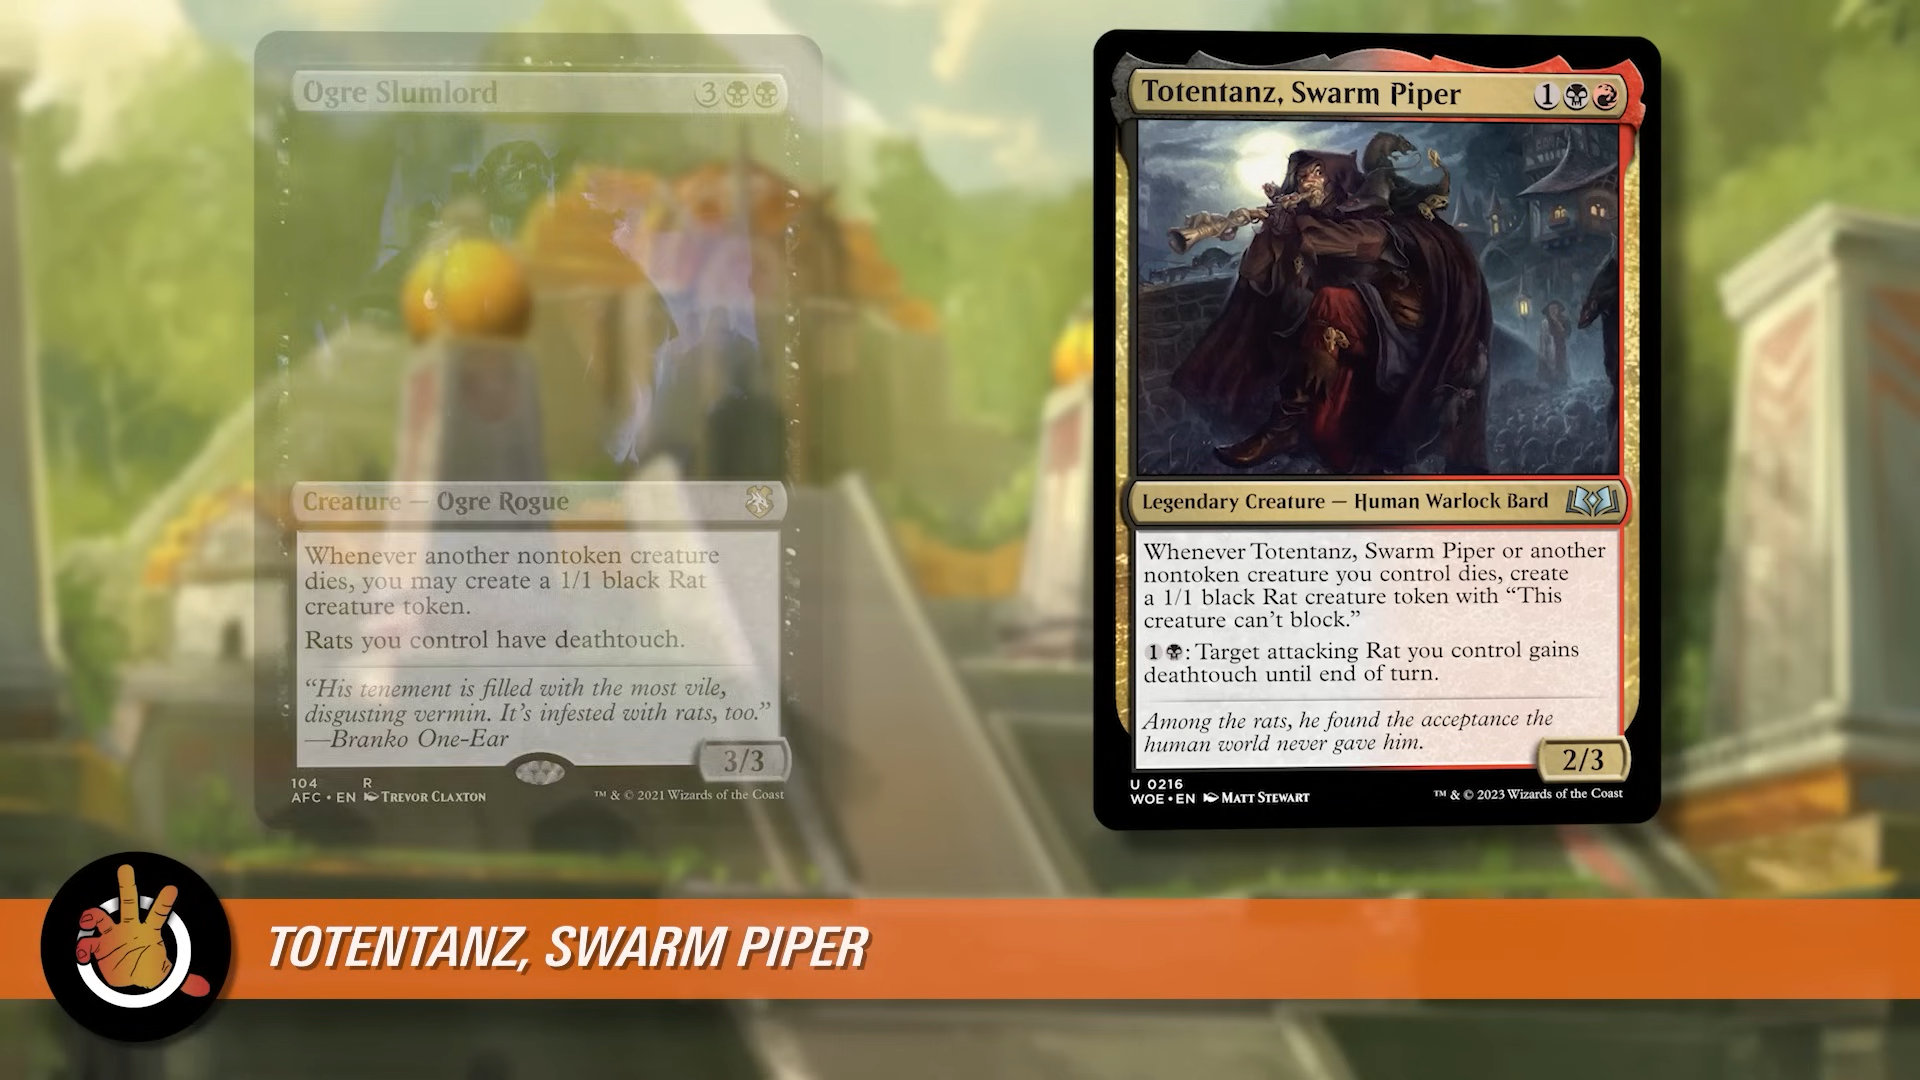 Ogre Slumlord 3
Creature — Ogre Rogue
Whenever another nontoken creature
dies, you may create a 1/1 black Rat
creature token.
Rats you control have deathtouch.
“His tenement is filled with the most vile,
disgusting vermin. It’s infested with rats, too.”
—Branko One-Ear
3/3
104 R
AFC • EN Trevor Claxton
™ & © 2021 Wizards of the Coast
Totentanz, Swarm Piper 1
Legendary Creature — Human Warlock Bard
Whenever Totentanz, Swarm Piper or another
nontoken creature you control dies, create
a 1/1 black Rat creature token with “This
creature can’t block.”
1 : Target attacking Rat you control gains
deathtouch until end of turn.
Among the rats, he found the acceptance the
human world never gave him.
2/3
U 0216
WOE • EN Matt Stewart
™ & © 2023 Wizards of the Coast
TOTENTANZ, SWARM PIPER